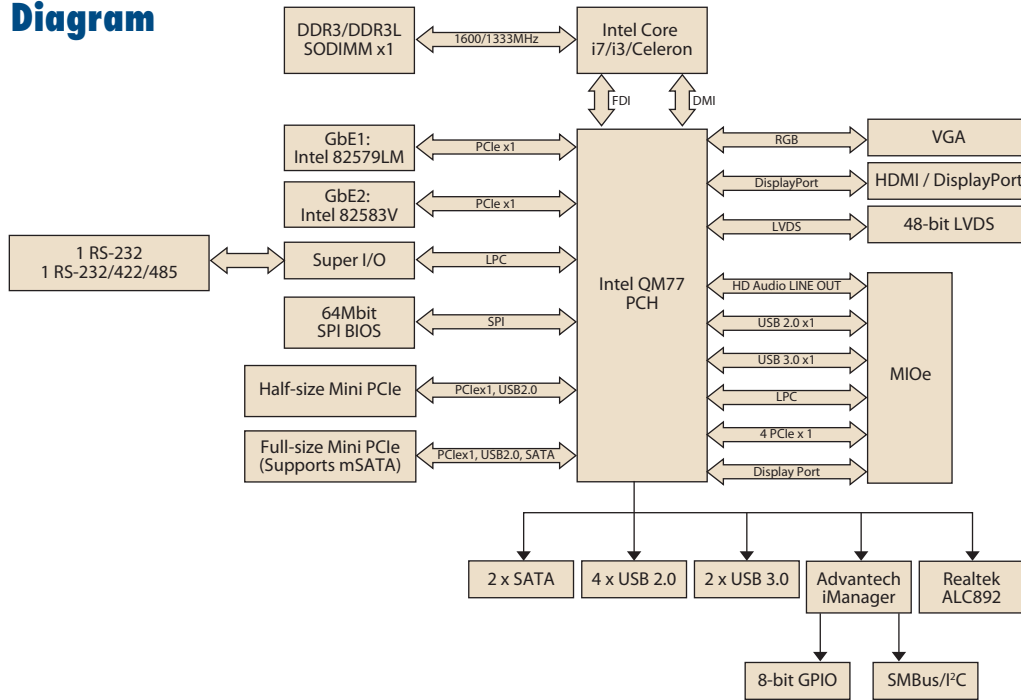 Diagram
DDR3/DDR3L
SODIMM x1
1600/1333MHz
Intel Core
i7/i3/Celeron
FDI
DMI
GbE1:
Intel 82579LM
PCIe x1
GbE2:
Intel 82583V
PCIe x1
1 RS-232
1 RS-232/422/485
Super I/O
LPC
64Mbit
SPI BIOS
SPI
Half-size Mini PCIe
PCIex1, USB2.0
Full-size Mini PCIe
(Supports mSATA)
PCIex1, USB2.0, SATA
Intel QM77
PCH
RGB
VGA
DisplayPort
HDMI / DisplayPort
LVDS
48-bit LVDS
HD Audio LINE OUT
USB 2.0 x1
USB 3.0 x1
LPC
4 PCIe x 1
Display Port
MIOe
2 x SATA
4 x USB 2.0
2 x USB 3.0
Advantech
iManager
Realtek
ALC892
8-bit GPIO
SMBus/I²C